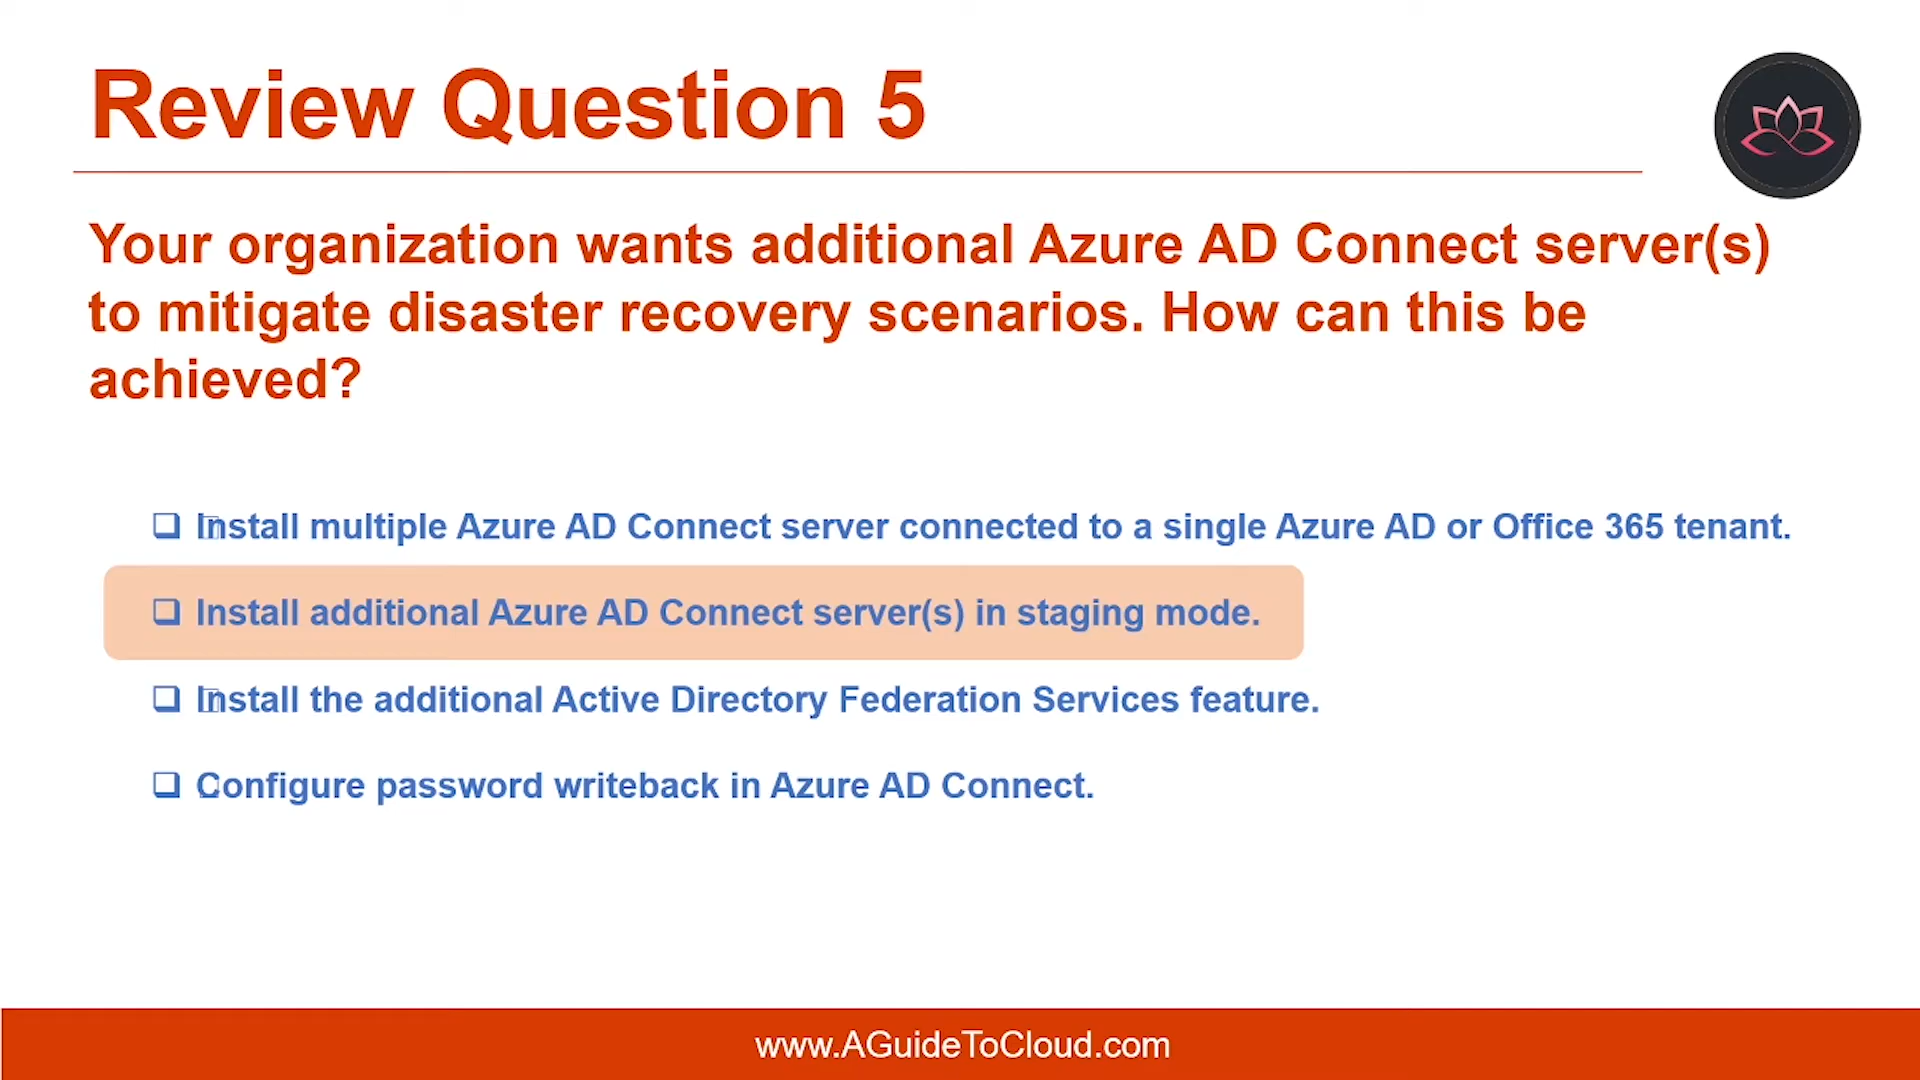 Review Question 5
Your organization wants additional Azure AD Connect server(s)
to mitigate disaster recovery scenarios. How can this be
achieved?
❑ Install multiple Azure AD Connect server connected to a single Azure AD or Office 365 tenant.
❑ Install additional Azure AD Connect server(s) in staging mode.
❑ Install the additional Active Directory Federation Services feature.
❑ Configure password writeback in Azure AD Connect.
www.AGuideToCloud.com